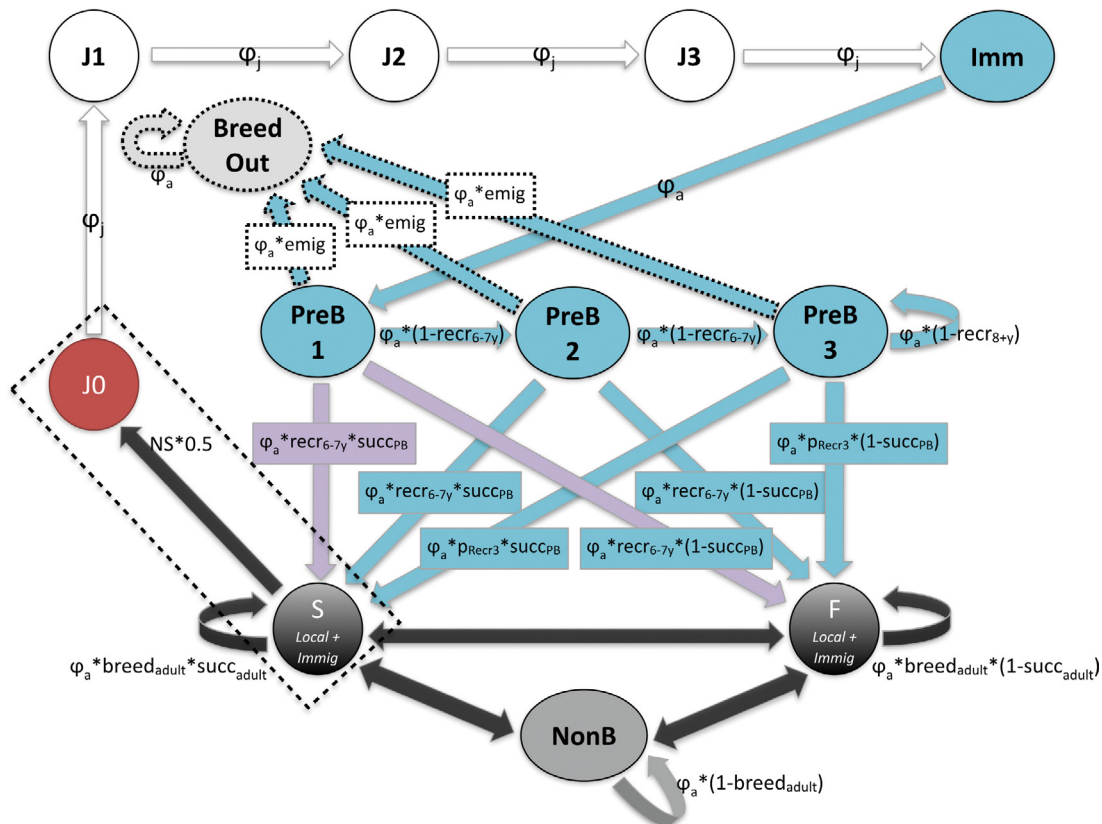 J1
φj
J2
φj
J3
φj
Imm
Breed
Out
φa
φa*emig
φa*emig
φa*emig
φa
φj
PreB
1
φa*(1-recr6-7y)
PreB
2
φa*(1-recr6-7y)
PreB
3
φa*(1-recr8+y)
J0
NS*0.5
φa*recr6-7y*succPB
φa*pRecr3*(1-succPB)
φa*recr6-7y*succPB
φa*recr6-7y*(1-succPB)
φa*pRecr3*succPB
φa*recr6-7y*(1-succPB)
S
Local +
Immig
F
Local +
Immig
φa*breedadult*succadult
φa*breedadult*(1-succadult)
NonB
φa*(1-breedadult)